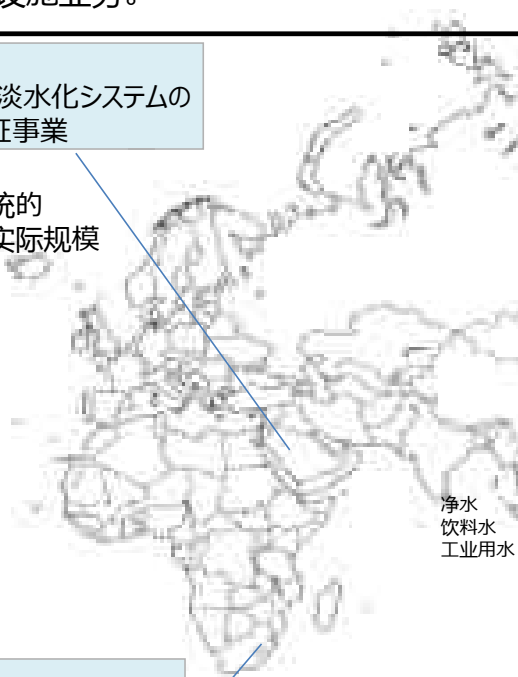 淡水化システムの
証事業
统的
实际规模
净水
饮料水
工业用水